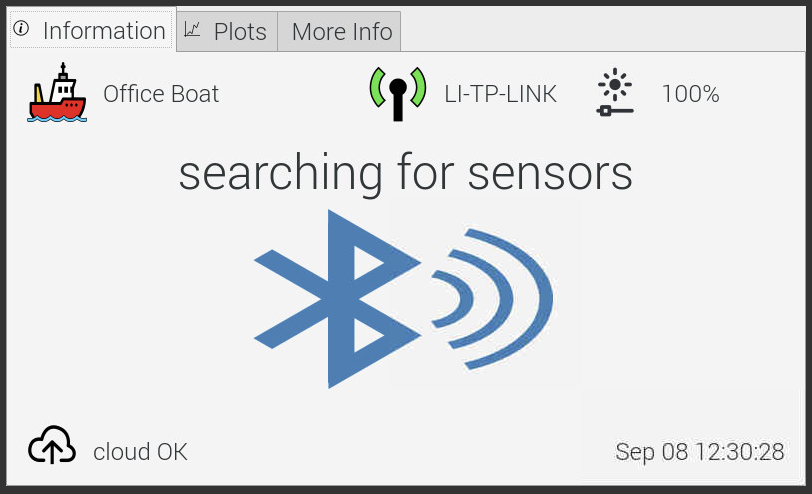 Information
Plots
More Info
Office Boat
LI-TP-LINK
100%
searching for sensors
cloud OK
Sep 08 12:30:28